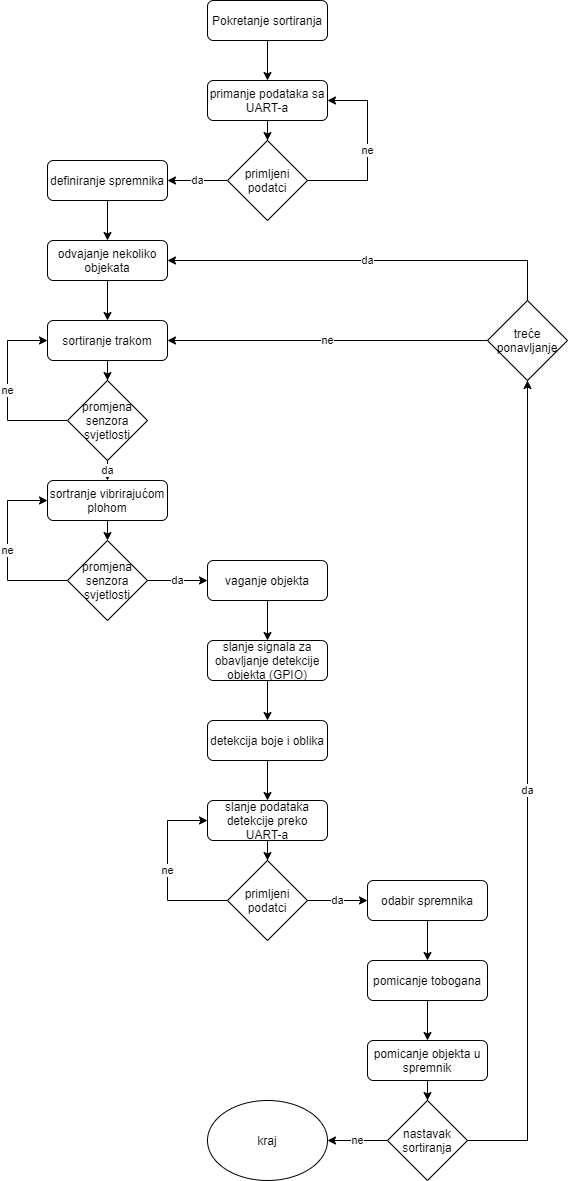 Pokretanje sortiranja
primanje podataka sa
UART-a
ne
primljeni
podatci
da
definiranje spremnika
odvajanje nekoliko
objekata
da
treće
ponavljanje
ne
sortiranje trakom
ne
promjena
senzora
svjetlosti
da
sortranje vibrirajućom
plohom
ne
promjena
senzora
svjetlosti
da
vaganje objekta
slanje signala za
obavljanje detekcije
objekta (GPIO)
detekcija boje i oblika
da
slanje podataka
detekcije preko
UART-a
ne
primljeni
podatci
da
odabir spremnika
pomicanje tobogana
pomicanje objekta u
spremnik
nastavak
sortiranja
ne
kraj